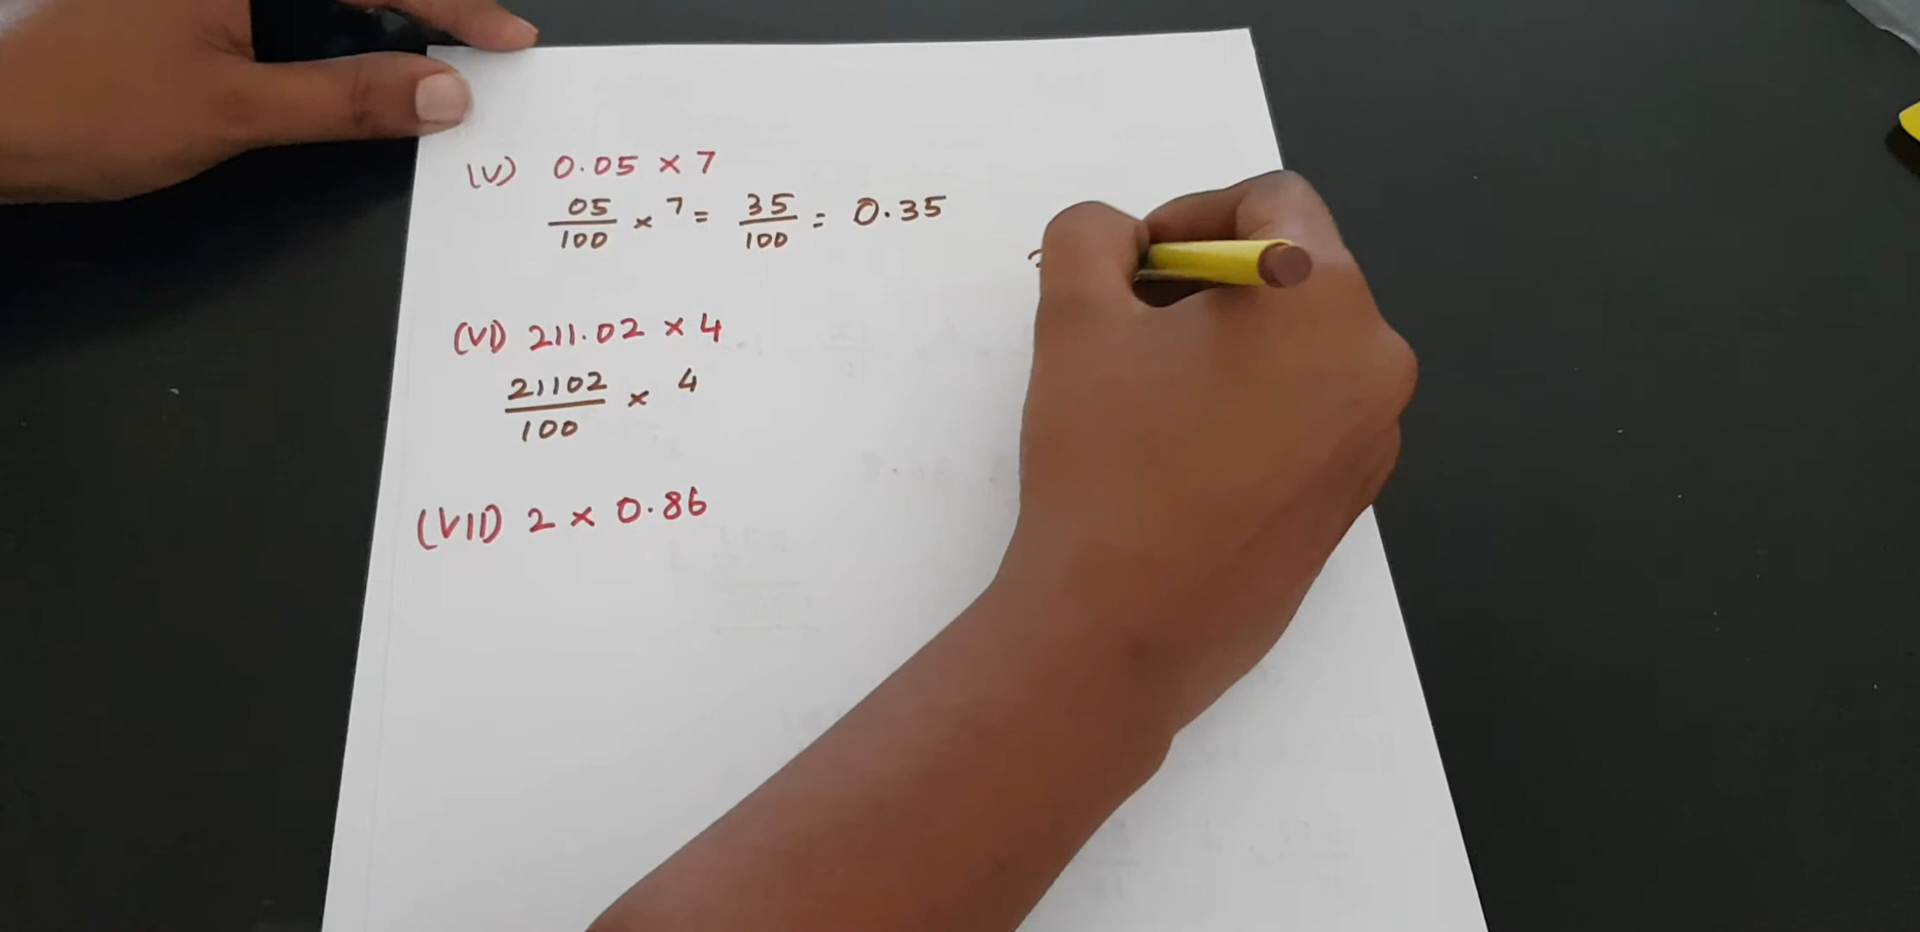 (V) 0.05 × 7
05/100 × 7 = 35/100 = 0.35
(VI) 211.02 × 4
21102/100 × 4
(VII) 2 × 0.86